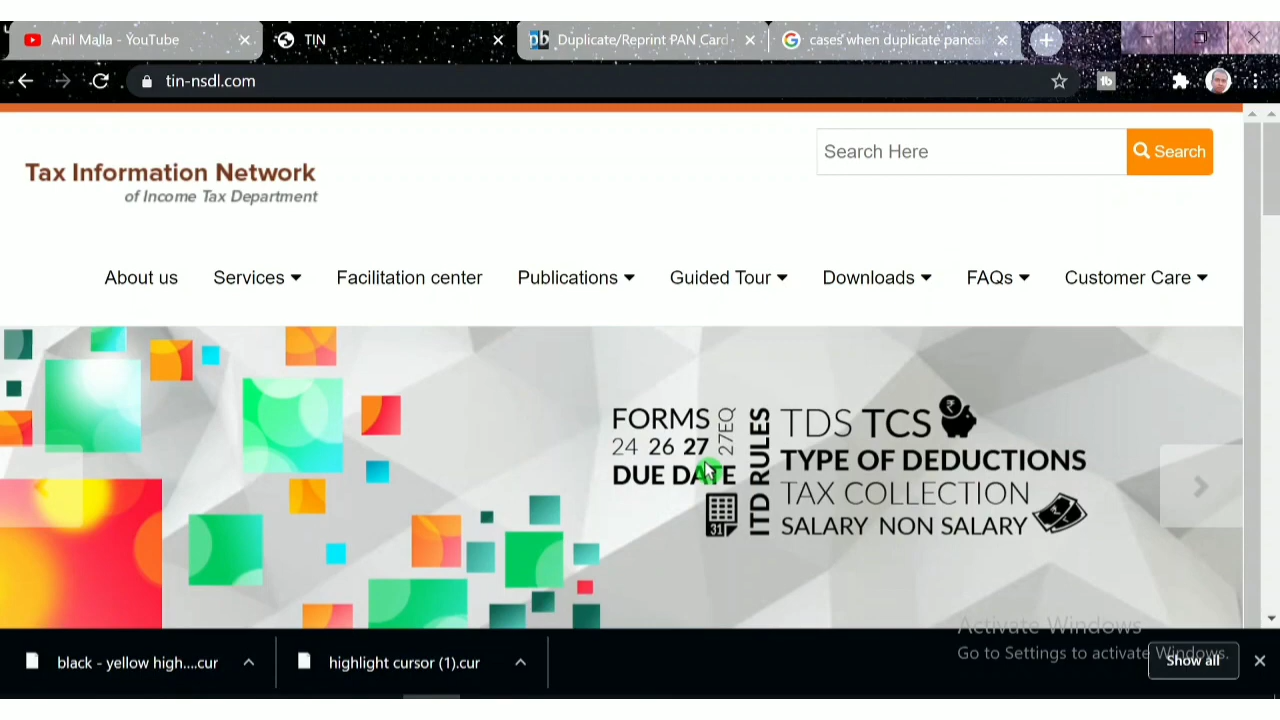 Anil Majla - YouTube
TIN
Duplicate/Reprint PAN Card
cases when duplicate panca
tin-nsdl.com
Search Here
Search
Tax Information Network
of Income Tax Department
About us
Services
Facilitation center
Publications
Guided Tour
Downloads
FAQs
Customer Care
FORMS
24 26 27
27EQ
DUE DATE
31
ITD RULES
TDS TCS
TYPE OF DEDUCTIONS
TAX COLLECTION
SALARY NON SALARY
Activate Windows
Go to Settings to activate Windows.
black - yellow high....cur
highlight cursor (1).cur
Show all